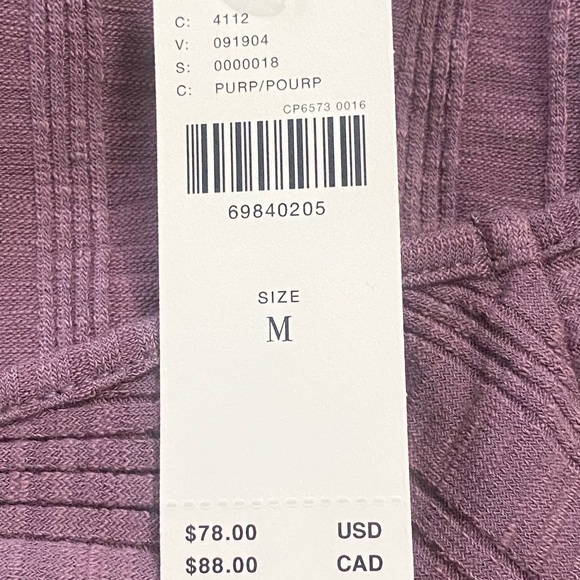 C: 4112
V: 091904
S: 0000018
C: PURP/POURP
CP6573 0016
69840205
SIZE
M
$78.00 USD
$88.00 CAD